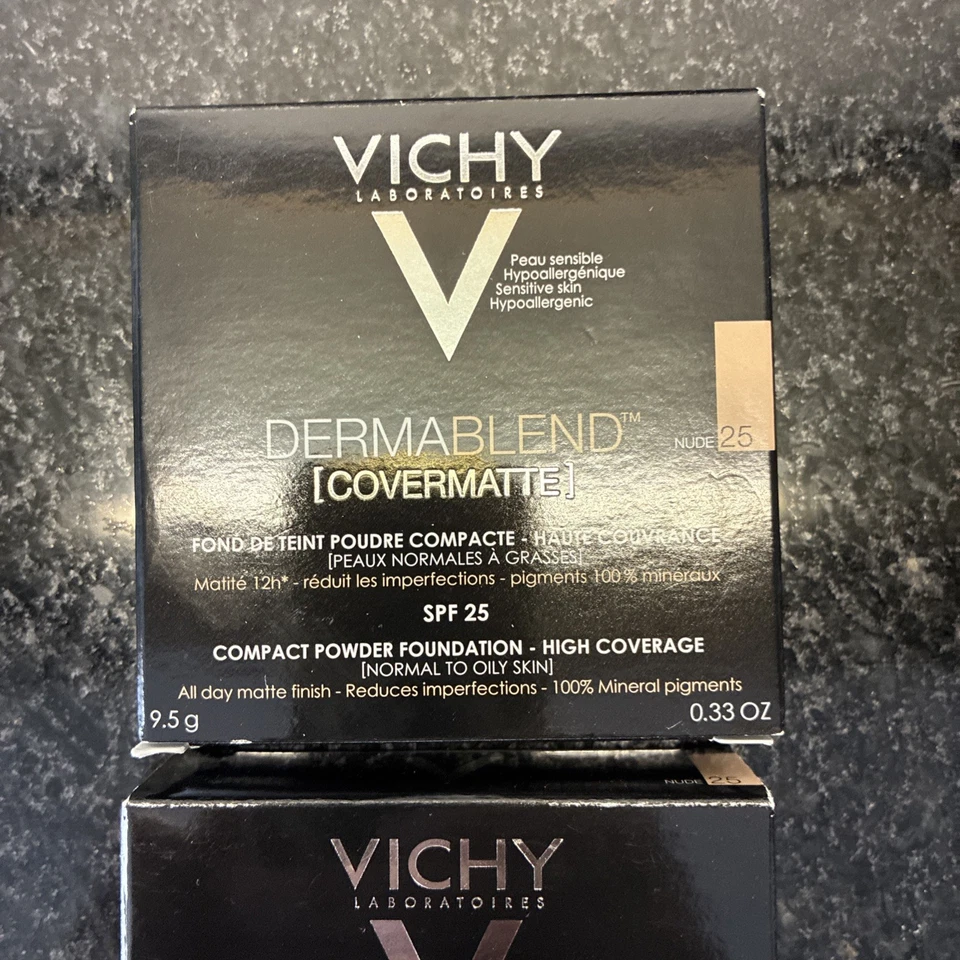 VICHY
LABORATOIRES
Peau sensible
Hypoallergénique
Sensitive skin
Hypoallergenic
DERMABLEND™
NUDE 25
[COVERMATTE]
FOND DE TEINT POUDRE COMPACTE - HAUTE COUVRANCE
[PEAUX NORMALES À GRASSES]
Matité 12h* - réduit les imperfections - pigments 100% minéraux
SPF 25
COMPACT POWDER FOUNDATION - HIGH COVERAGE
[NORMAL TO OILY SKIN]
All day matte finish - Reduces imperfections - 100% Mineral pigments
9.5 g
0.33 OZ
NUDE 25
VICHY
LABORATOIRES